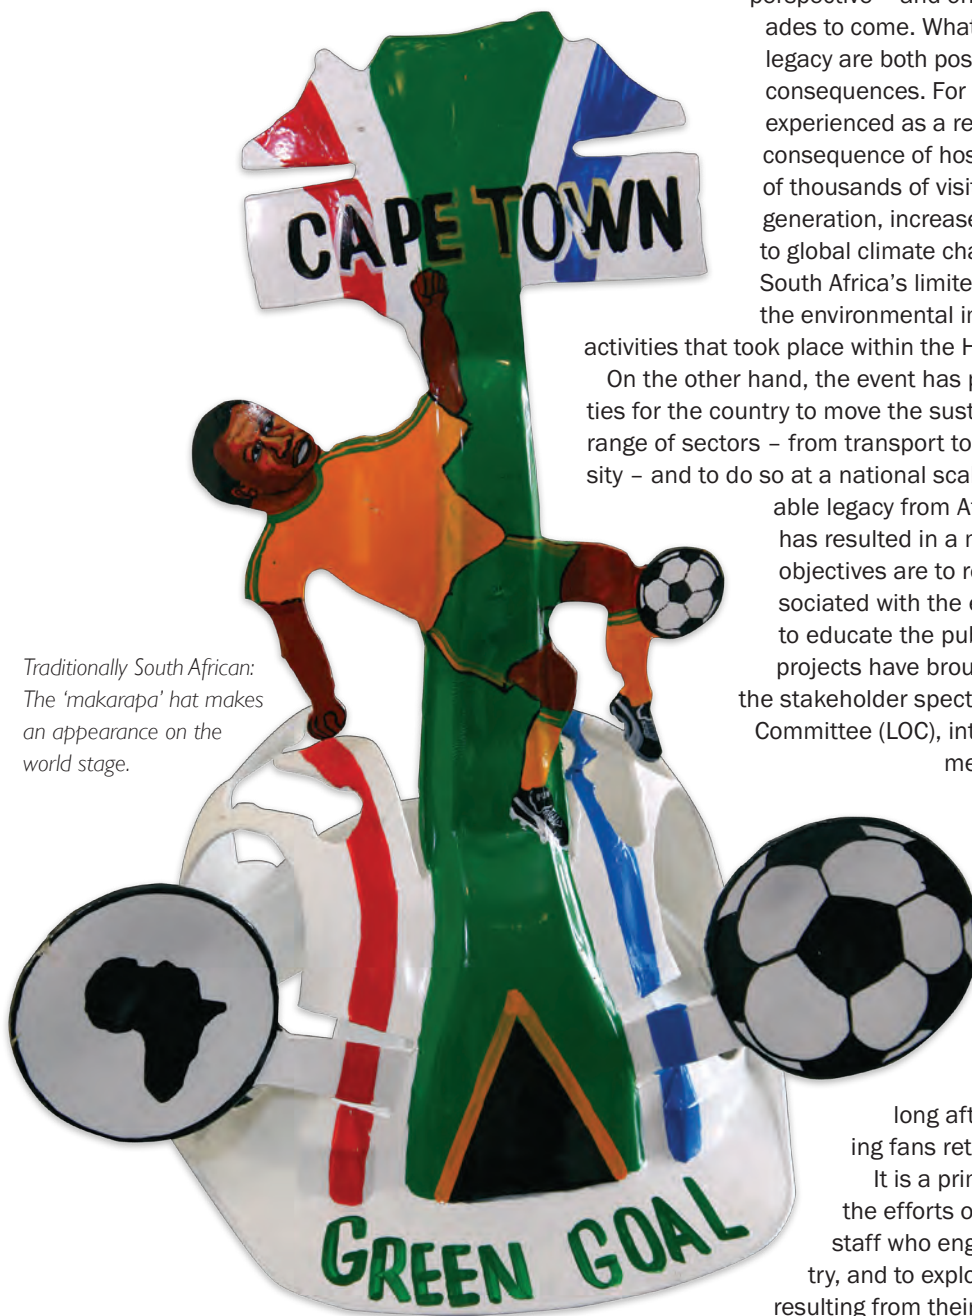 perspective – and
ades to come. What
legacy are both pos
consequences. For
experienced as a re
consequence of hos
of thousands of visit
generation, increase
to global climate cha
South Africa's limite
the environmental i
activities that took place within the H
On the other hand, the event has p
ties for the country to move the sust
range of sectors – from transport to
sity – and to do so at a national sca
able legacy from Af
has resulted in a r
objectives are to re
sociated with the e
to educate the pub
projects have brou
the stakeholder spect
Committee (LOC), int
me
CAPE TOWN
Traditionally South African:
The 'makarapa' hat makes
an appearance on the
world stage.
long aft
ing fans ret
It is a prir
the efforts o
staff who eng
try, and to explo
resulting from their
GREEN GOAL